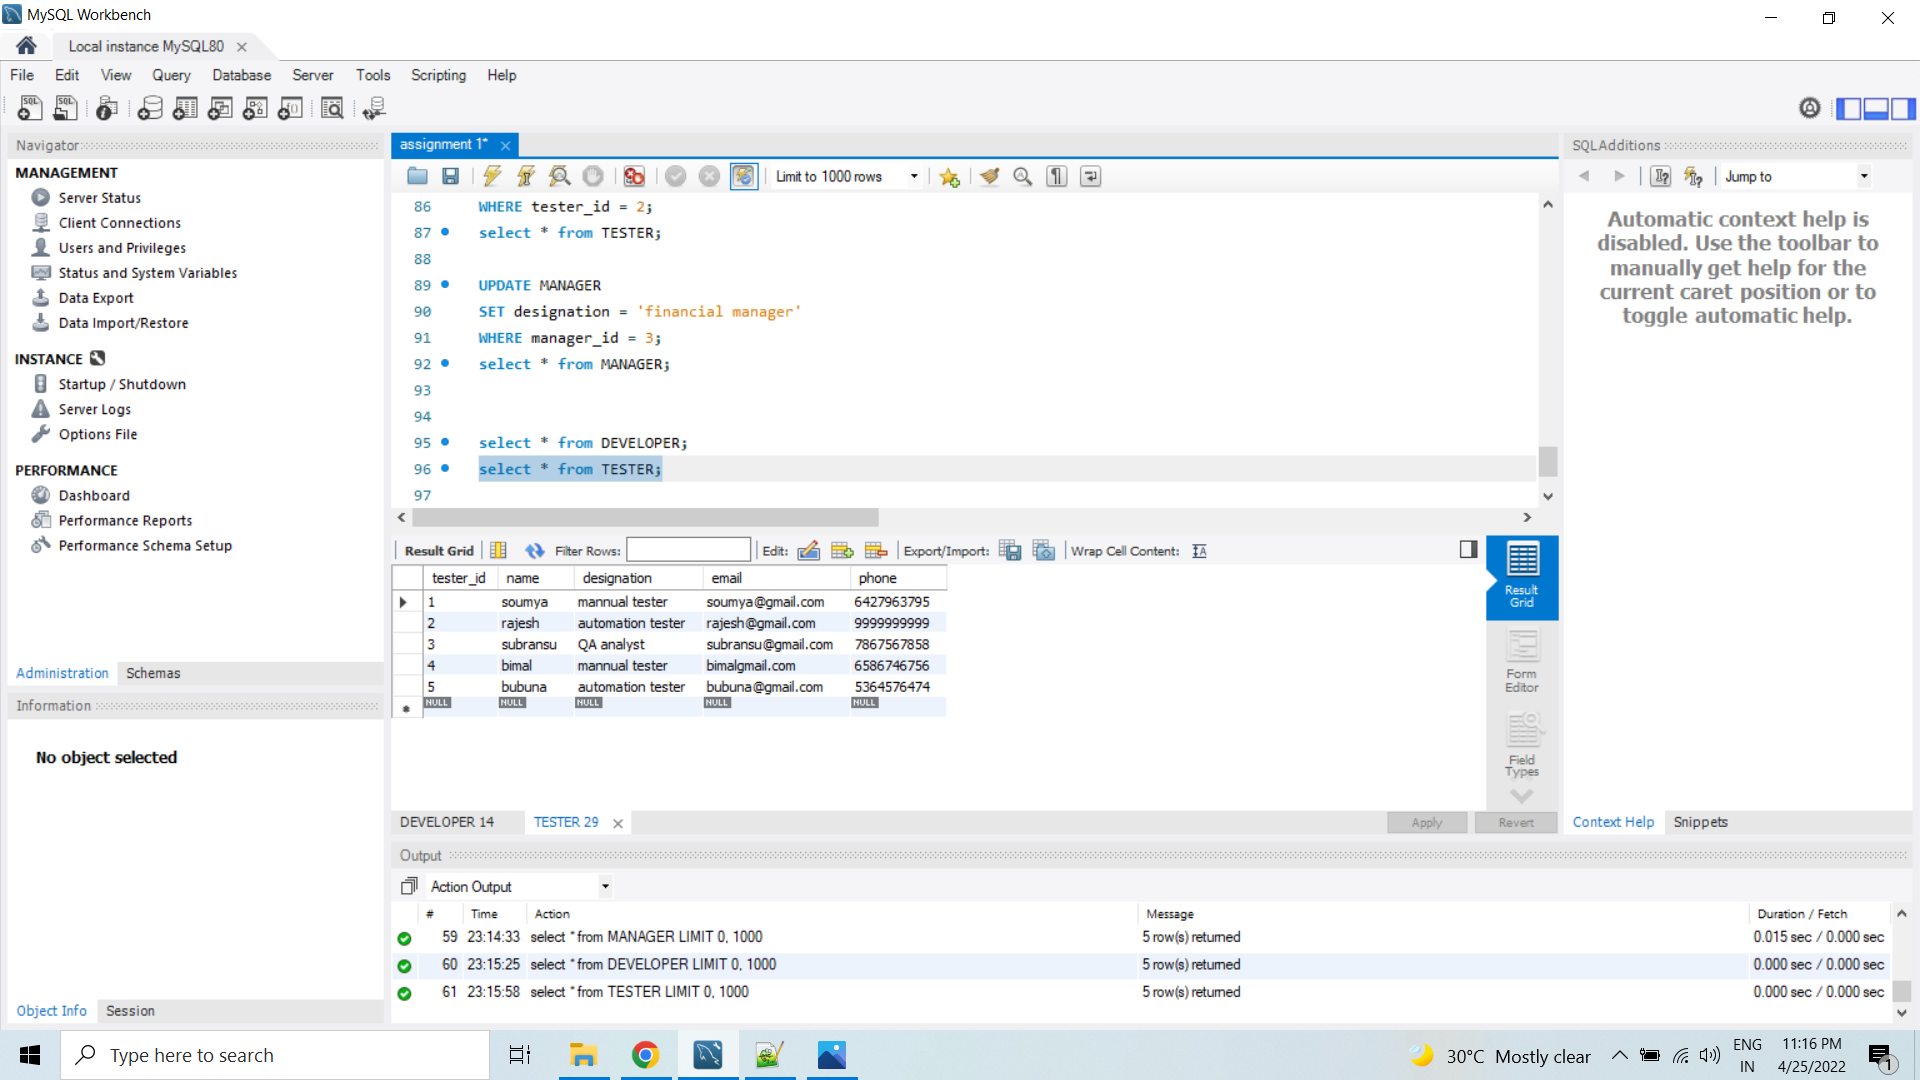 MySQL Workbench
Local instance MySQL80
File Edit View Query Database Server Tools Scripting Help
Navigator
MANAGEMENT
Server Status
Client Connections
Users and Privileges
Status and System Variables
Data Export
Data Import/Restore
INSTANCE
Startup / Shutdown
Server Logs
Options File
PERFORMANCE
Dashboard
Performance Reports
Performance Schema Setup
Administration Schemas
Information
No object selected
Object Info Session
assignment 1*
Limit to 1000 rows
86 WHERE tester_id = 2;
87 select * from TESTER;
88
89 UPDATE MANAGER
90 SET designation = 'financial manager'
91 WHERE manager_id = 3;
92 select * from MANAGER;
93
94
95 select * from DEVELOPER;
96 select * from TESTER;
97
Result Grid Filter Rows: Edit: Export/Import: Wrap Cell Content:
tester_id name designation email phone
1 soumya mannual tester soumya@gmail.com 6427963795
2 rajesh automation tester rajesh@gmail.com 9999999999
3 subransu QA analyst subransu@gmail.com 7867567858
4 bimal mannual tester bimalgmail.com 6586746756
5 bubuna automation tester bubuna@gmail.com 5364576474
NULL NULL NULL NULL NULL
Result
Grid
Form
Editor
Field
Types
DEVELOPER 14 TESTER 29 Apply Revert
SQLAdditions
Jump to
Automatic context help is
disabled. Use the toolbar to
manually get help for the
current caret position or to
toggle automatic help.
Context Help Snippets
Output
Action Output
# Time Action Message Duration / Fetch
59 23:14:33 select * from MANAGER LIMIT 0, 1000 5 row(s) returned 0.015 sec / 0.000 sec
60 23:15:25 select * from DEVELOPER LIMIT 0, 1000 5 row(s) returned 0.000 sec / 0.000 sec
61 23:15:58 select * from TESTER LIMIT 0, 1000 5 row(s) returned 0.000 sec / 0.000 sec
Type here to search
30°C Mostly clear
ENG
IN
11:16 PM
4/25/2022
1